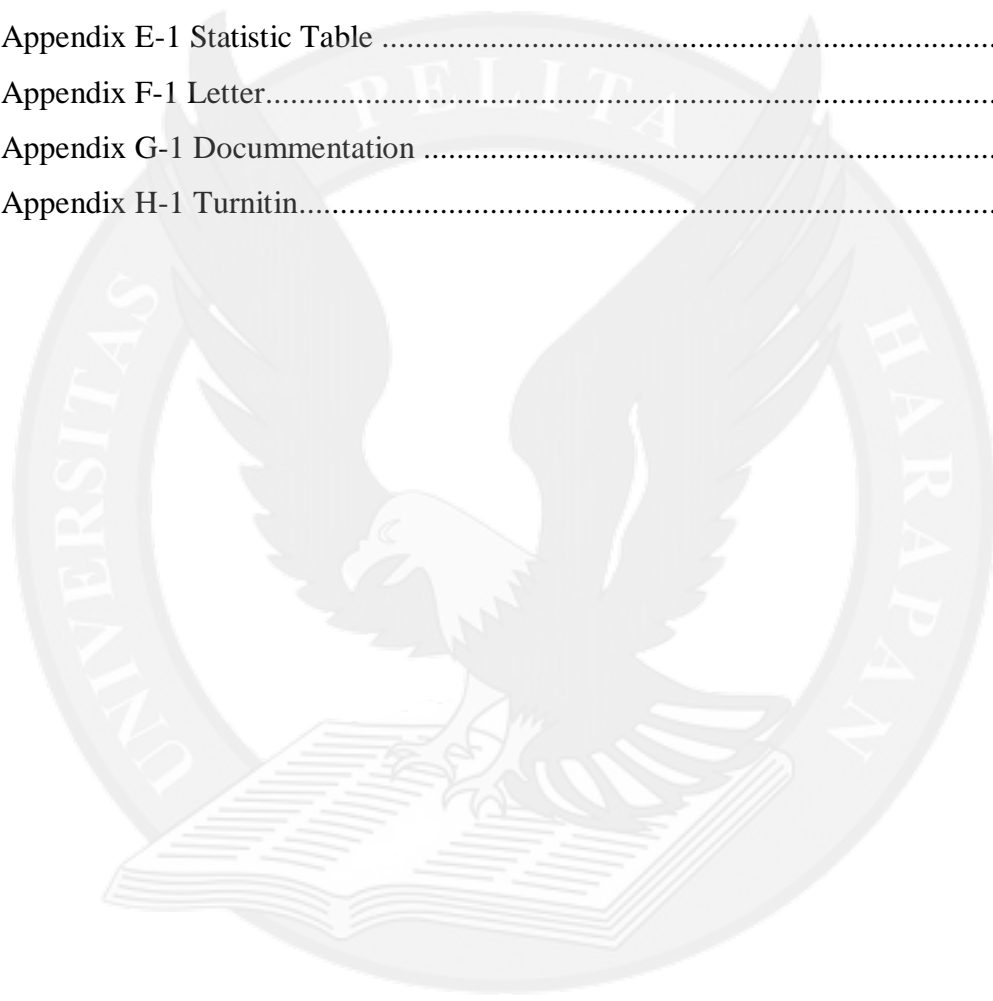 Appendix E-1 Statistic Table ........................................................................................
Appendix F-1 Letter........................................................................................................
Appendix G-1 Docummentation ..................................................................................
Appendix H-1 Turnitin...................................................................................................
UNIVERSITAS PELITA HARAPAN